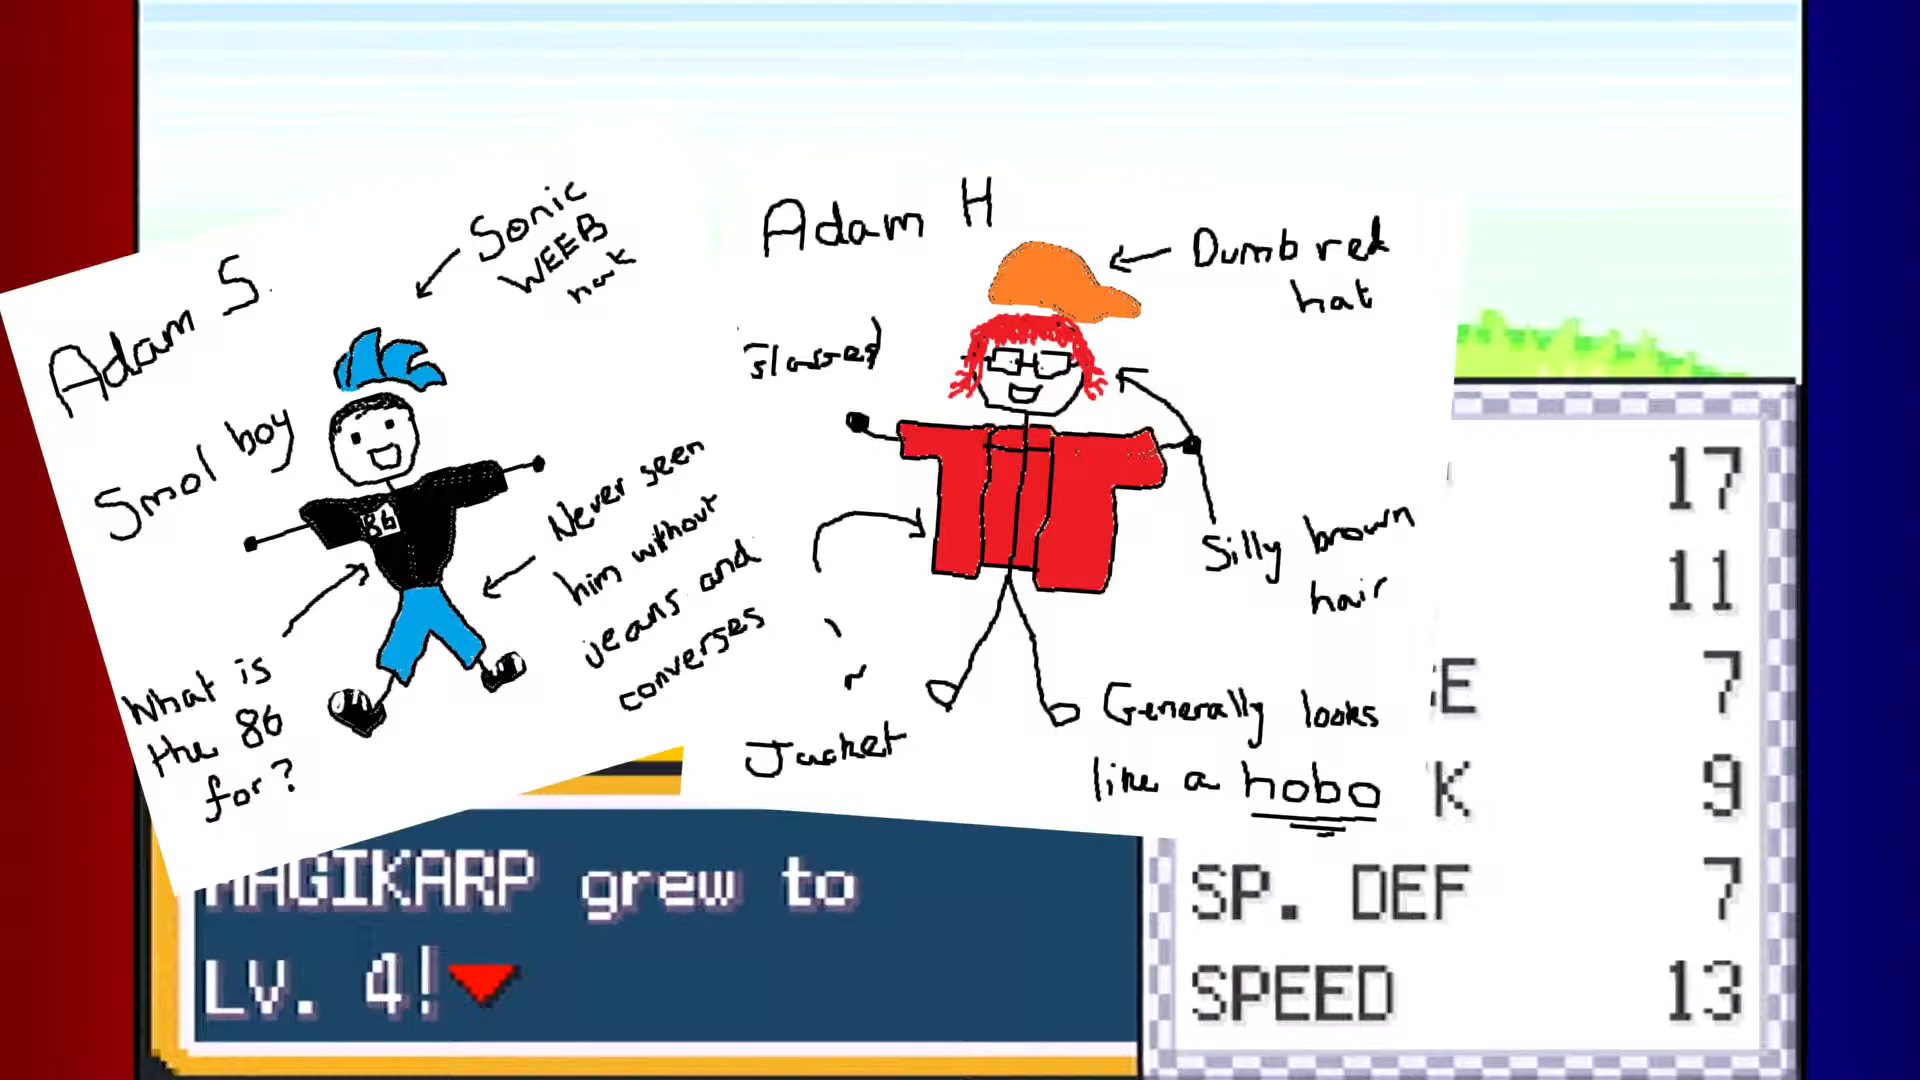 Adam S.
Sonic
WEEB
hat
Smol boy
86
Never seen
him without
jeans and
converses
What is
the 86
for?
Adam H
Dumb red
hat
Glasses
Silly brown
hair
Jacket
Generally looks
like a hobo
MAGIKARP grew to
LV. 4!
17
11
E 7
K 9
SP. DEF 7
SPEED 13